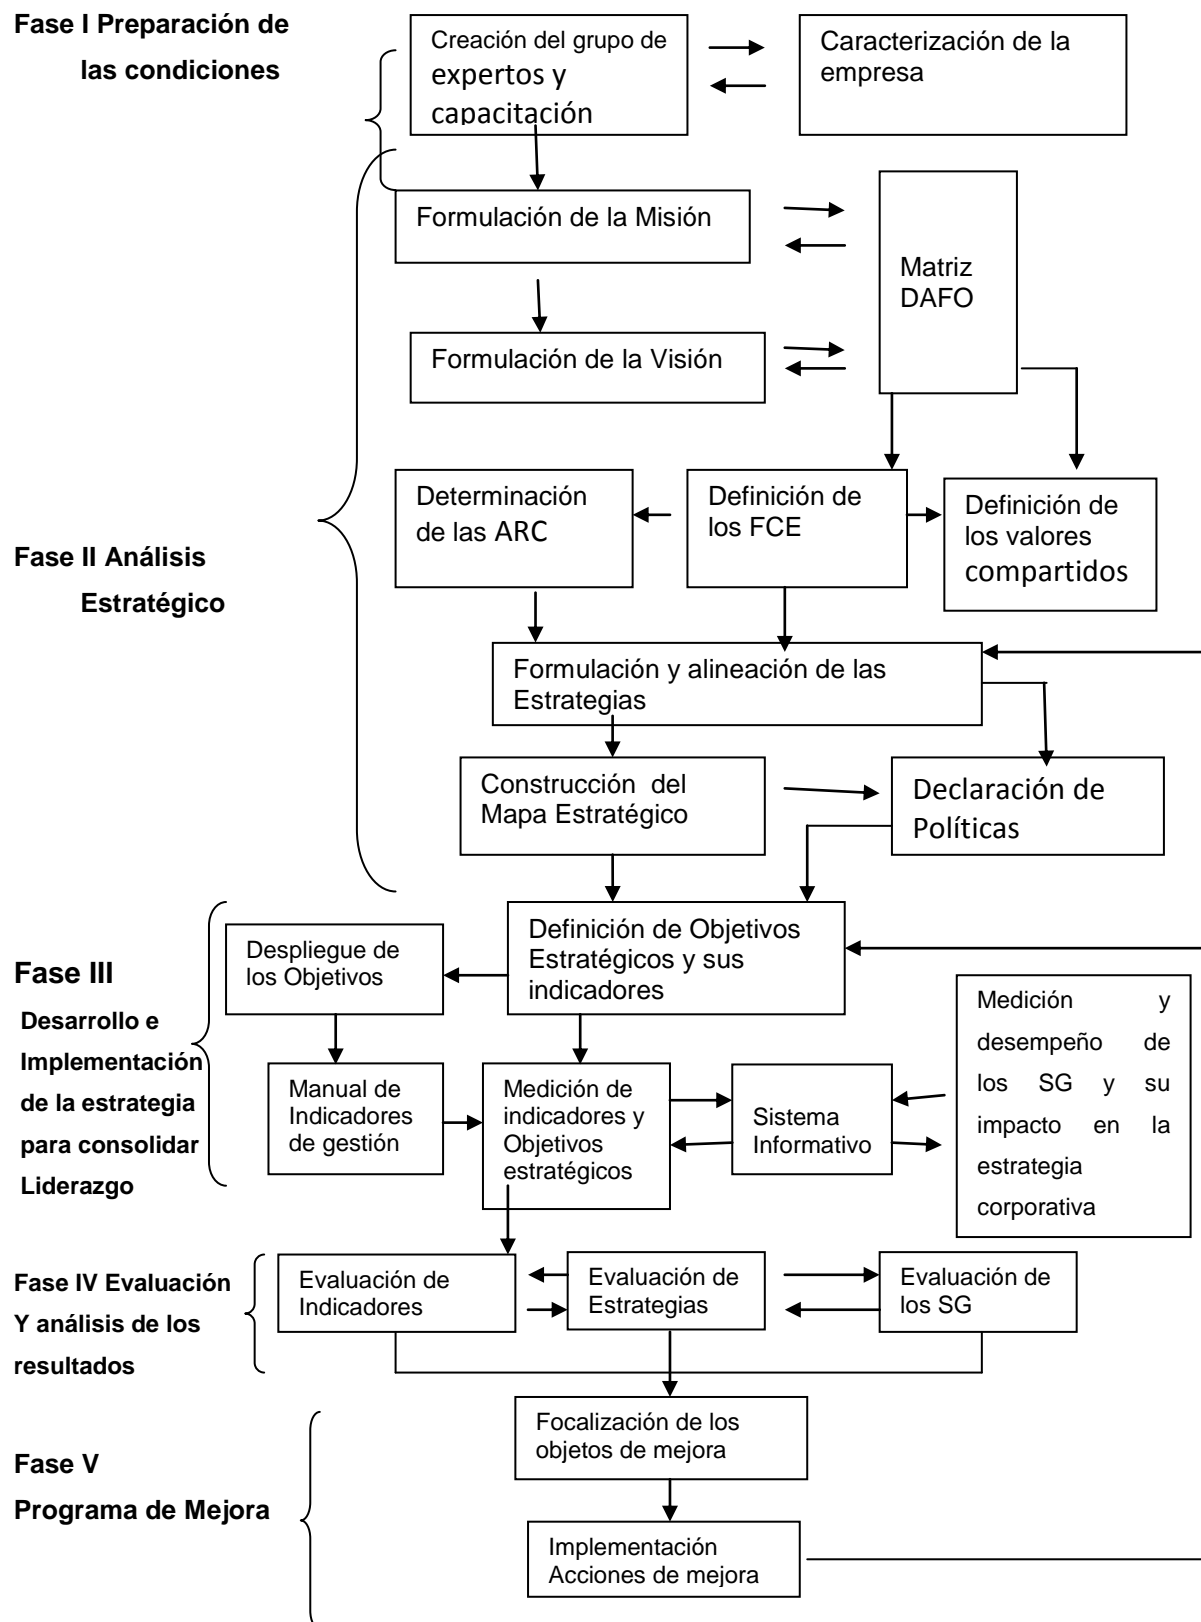 Fase I Preparación de
las condiciones
Creación del grupo de
expertos y
capacitación
Caracterización de la
empresa
Formulación de la Misión
Matriz
DAFO
Formulación de la Visión
Fase II Análisis
Estratégico
Determinación
de las ARC
Definición de
los FCE
Definición de
los valores
compartidos
Formulación y alineación de las
Estrategias
Construcción del
Mapa Estratégico
Declaración de
Políticas
Fase III
Desarrollo e
Implementación
de la estrategia
para consolidar
Liderazgo
Despliegue de
los Objetivos
Definición de Objetivos
Estratégicos y sus
indicadores
Manual de
Indicadores
de gestión
Medición de
indicadores y
Objetivos
estratégicos
Sistema
Informativo
Medición y
desempeño de
los SG y su
impacto en la
estrategia
corporativa
Fase IV Evaluación
Y análisis de los
resultados
Evaluación de
Indicadores
Evaluación de
Estrategias
Evaluación de
los SG
Fase V
Programa de Mejora
Focalización de los
objetos de mejora
Implementación
Acciones de mejora